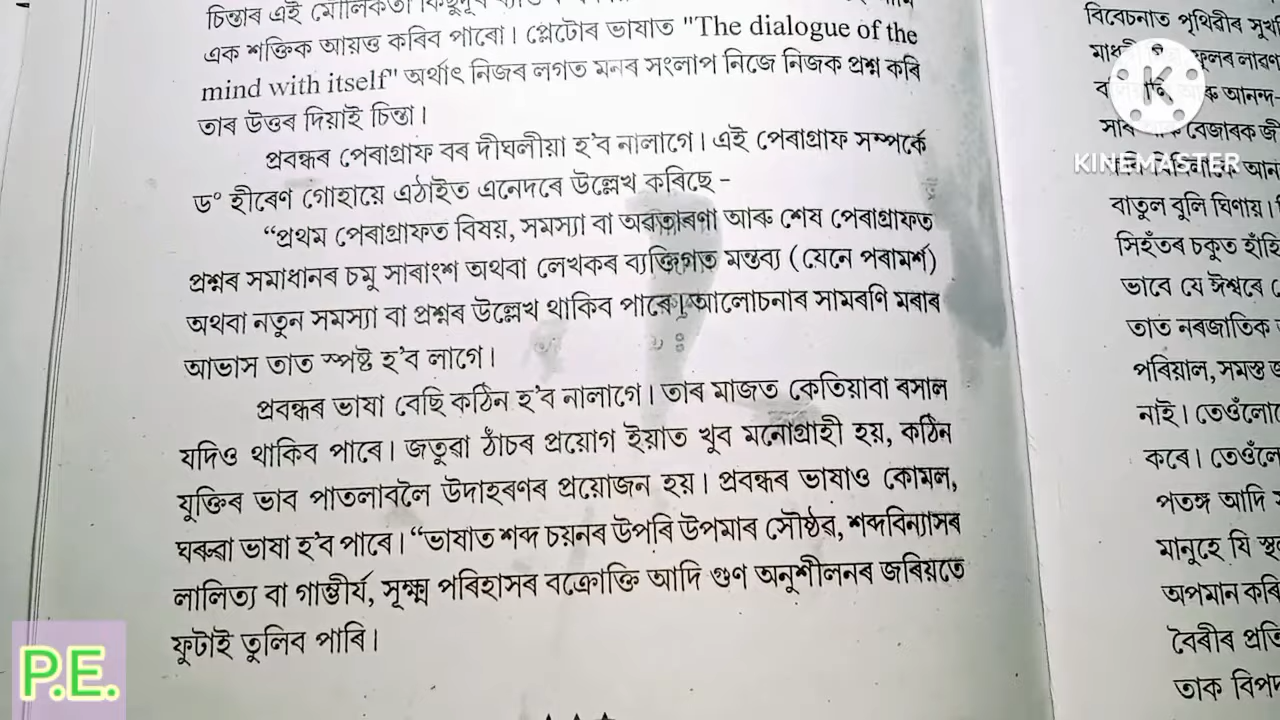 চিন্তাৰ এই মৌলিকতা
এক শক্তিক আয়ত্ত কৰিব পাৰো। প্লেটোৰ ভাষাত "The dialogue of the
mind with itself" অৰ্থাৎ নিজৰ লগত মনৰ সংলাপ নিজে নিজক প্ৰশ্ন কৰি
তাৰ উত্তৰ দিয়াই চিন্তা।
প্ৰবন্ধৰ পেৰাগ্ৰাফ বৰ দীঘলীয়া হ'ব নালাগে। এই পেৰাগ্ৰাফ সম্পৰ্কে
ড° হীৰেণ গোহায়ে এঠাইত এনেদৰে উল্লেখ কৰিছে -
“প্ৰথম পেৰাগ্ৰাফত বিষয়, সমস্যা বা অৱতাৰণা আৰু শেষ পেৰাগ্ৰাফত
প্ৰশ্নৰ সমাধানৰ চমু সাৰাংশ অথবা লেখকৰ ব্যক্তিগত মন্তব্য (যেনে পৰামৰ্শ)
অথবা নতুন সমস্যা বা প্ৰশ্নৰ উল্লেখ থাকিব পাৰে। আলোচনাৰ সামৰণি মৰাৰ
আভাস তাত স্পষ্ট হ'ব লাগে।
প্ৰবন্ধৰ ভাষা বেছি কঠিন হ'ব নালাগে। তাৰ মাজত কেতিয়াবা ৰসাল
যদিও থাকিব পাৰে। জতুৱা ঠাঁচৰ প্ৰয়োগ ইয়াত খুব মনোগ্ৰাহী হয়, কঠিন
যুক্তিৰ ভাব পাতলাবলৈ উদাহৰণৰ প্ৰয়োজন হয়। প্ৰবন্ধৰ ভাষাও কোমল,
ঘৰুৱা ভাষা হ'ব পাৰে। “ভাষাত শব্দ চয়নৰ উপৰি উপমাৰ সৌষ্ঠৱ, শব্দবিন্যাসৰ
লালিত্য বা গাম্ভীৰ্য, সূক্ষ্ম পৰিহাসৰ বক্ৰোক্তি আদি গুণ অনুশীলনৰ জৰিয়তে
ফুটাই তুলিব পাৰি।
P.E.
K
KINEMASTER
বিবেচনাত পৃথিৱীৰ
ফুলৰ
আৰু আনন্দ-
বেজাৰক
বাতুল বুলি ঘিণায়।
সিহঁতৰ চকুত
ভাবে যে ঈশ্বৰে
তাত নৰজাতিক
পৰিয়াল, সমস্ত
নাই।
কৰে।
পতঙ্গ আদি
মানুহে যি
অপমান কৰি
বৈৰীৰ প্ৰতি
তাক